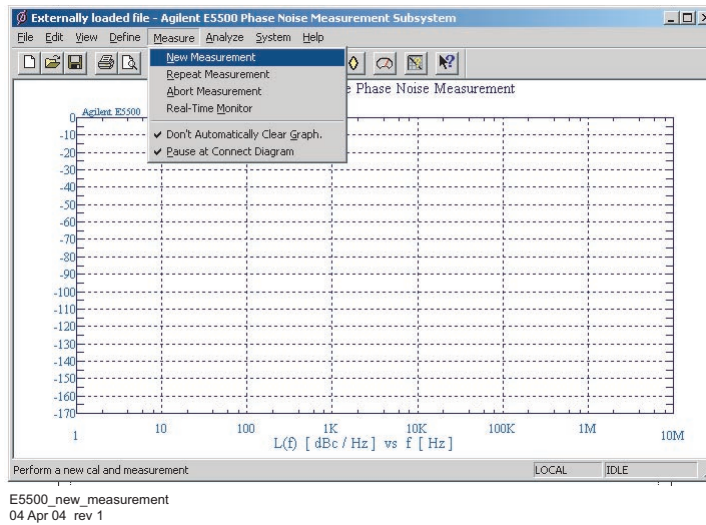 Externally loaded file - Agilent E5500 Phase Noise Measurement Subsystem
File Edit View Define Measure Analyze System Help
New Measurement
Repeat Measurement
Abort Measurement
Real-Time Monitor
✔ Don't Automatically Clear Graph.
✔ Pause at Connect Diagram
e Phase Noise Measurement
Agilent E5500
0
-10
-20
-30
-40
-50
-60
-70
-80
-90
-100
-110
-120
-130
-140
-150
-160
-170
1 10 100 1K 10K 100K 1M 10M
L(f) [ dBc / Hz ] vs f [ Hz ]
Perform a new cal and measurement LOCAL IDLE
E5500_new_measurement
04 Apr 04 rev 1